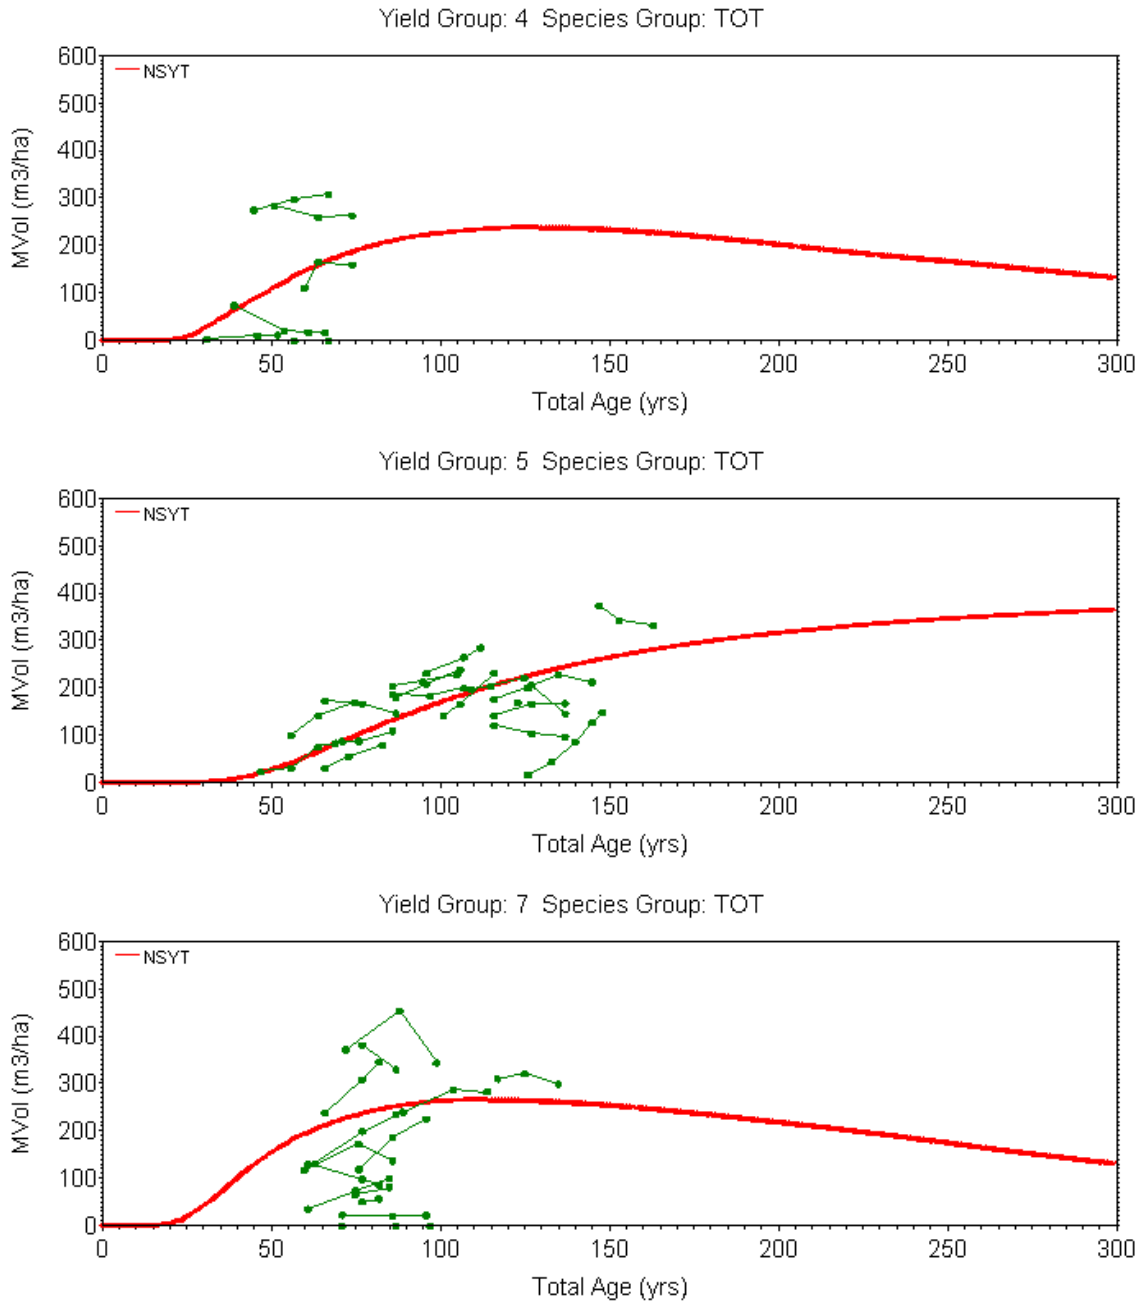 Yield Group: 4 Species Group: TOT
600
500
400
300
200
100
0
MVol (m3/ha)
NSYT
0 50 100 150 200 250 300
Total Age (yrs)
Yield Group: 5 Species Group: TOT
600
500
400
300
200
100
0
MVol (m3/ha)
NSYT
0 50 100 150 200 250 300
Total Age (yrs)
Yield Group: 7 Species Group: TOT
600
500
400
300
200
100
0
MVol (m3/ha)
NSYT
0 50 100 150 200 250 300
Total Age (yrs)